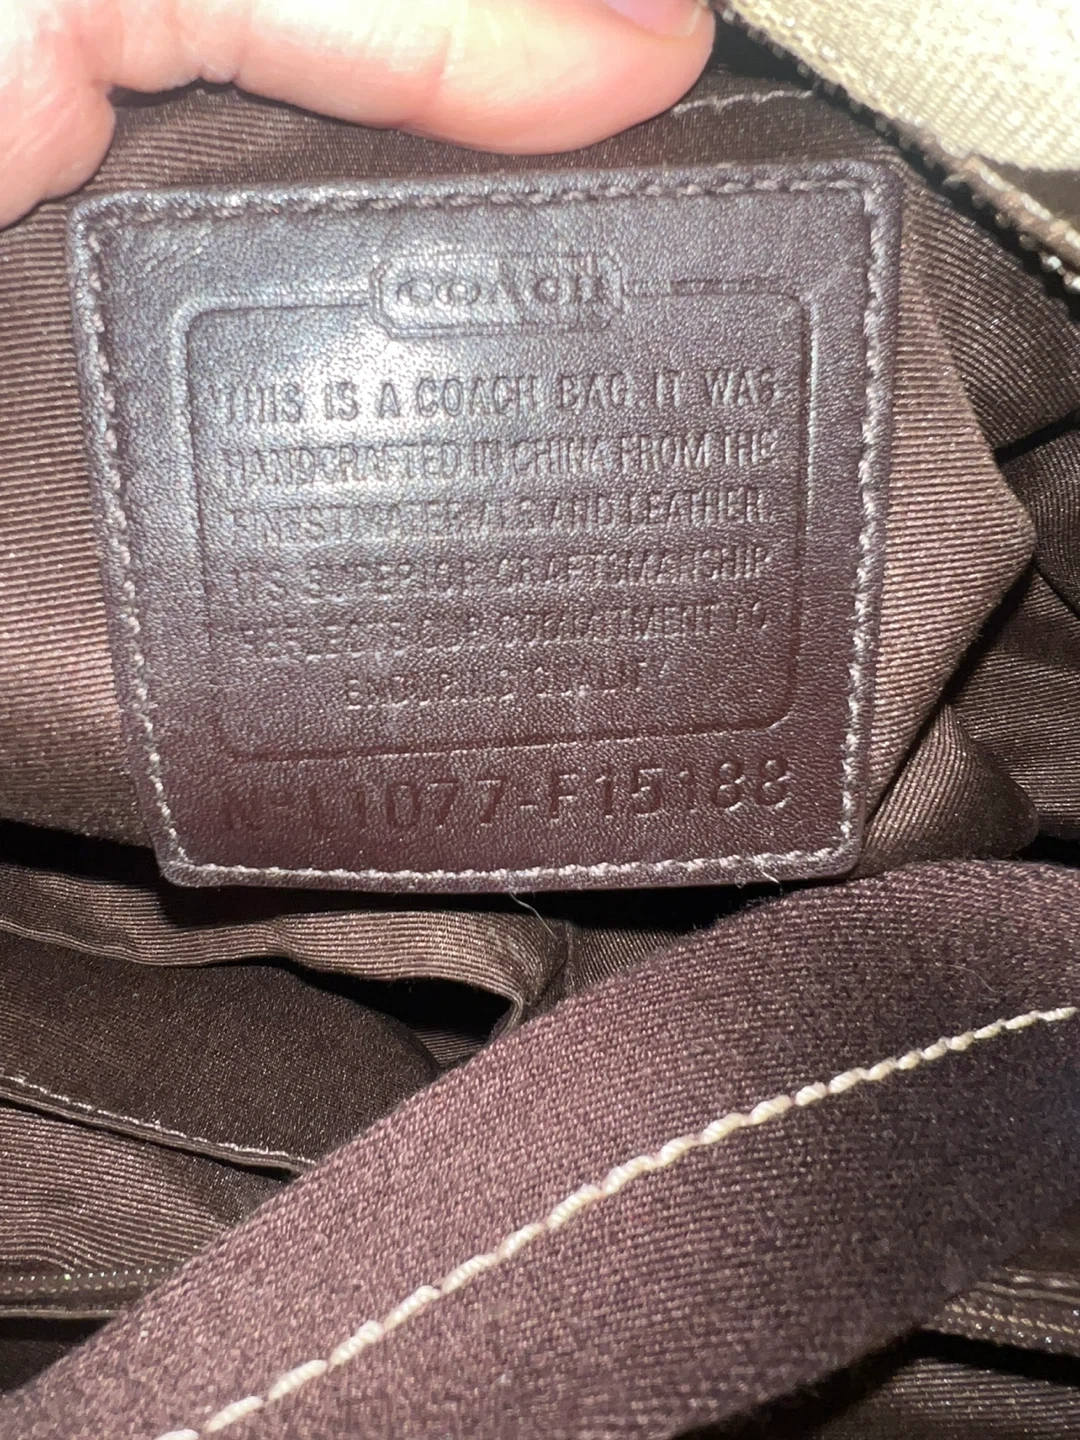 COACH
THIS IS A COACH BAG. IT WAS
HANDCRAFTED IN CHINA FROM THE
FINEST MATERIALS AND LEATHER.
ITS SUPERIOR CRAFTSMANSHIP
REFLECTS OUR COMMITMENT TO
ENDURING QUALITY.
1077-F15188